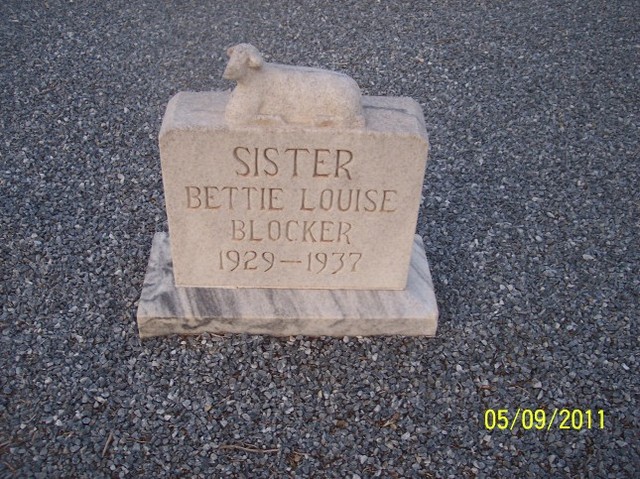 SISTER
BETTIE LOUISE
BLOCKER
1929—1937
05/09/2011